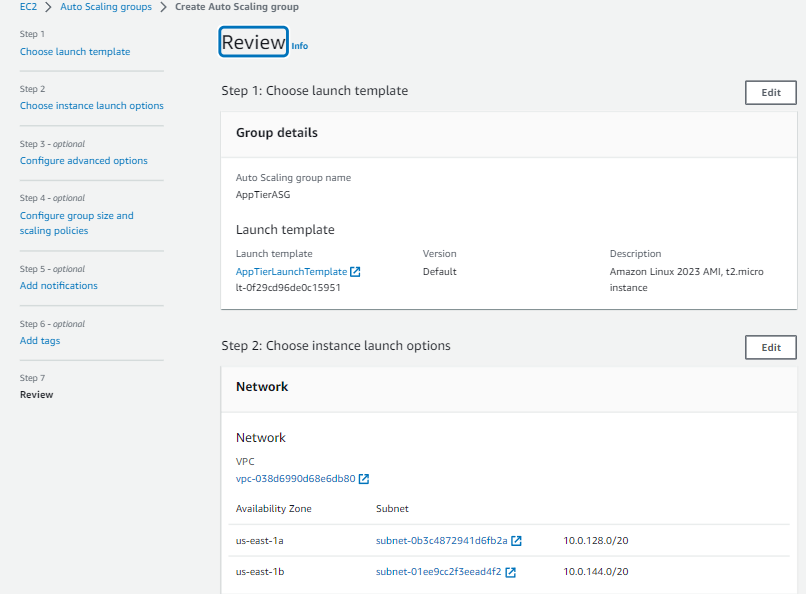 EC2 > Auto Scaling groups > Create Auto Scaling group
Step 1
Choose launch template
Step 2
Choose instance launch options
Step 3 - optional
Configure advanced options
Step 4 - optional
Configure group size and
scaling policies
Step 5 - optional
Add notifications
Step 6 - optional
Add tags
Step 7
Review
Review Info
Step 1: Choose launch template Edit
Group details
Auto Scaling group name
AppTierASG
Launch template
Launch template Version Description
AppTierLaunchTemplate Default Amazon Linux 2023 AMI, t2.micro
lt-0f29cd96de0c15951 instance
Step 2: Choose instance launch options Edit
Network
Network
VPC
vpc-038d6990d68e6db80
Availability Zone Subnet
us-east-1a subnet-0b3c4872941d6fb2a 10.0.128.0/20
us-east-1b subnet-01ee9cc2f3eead4f2 10.0.144.0/20